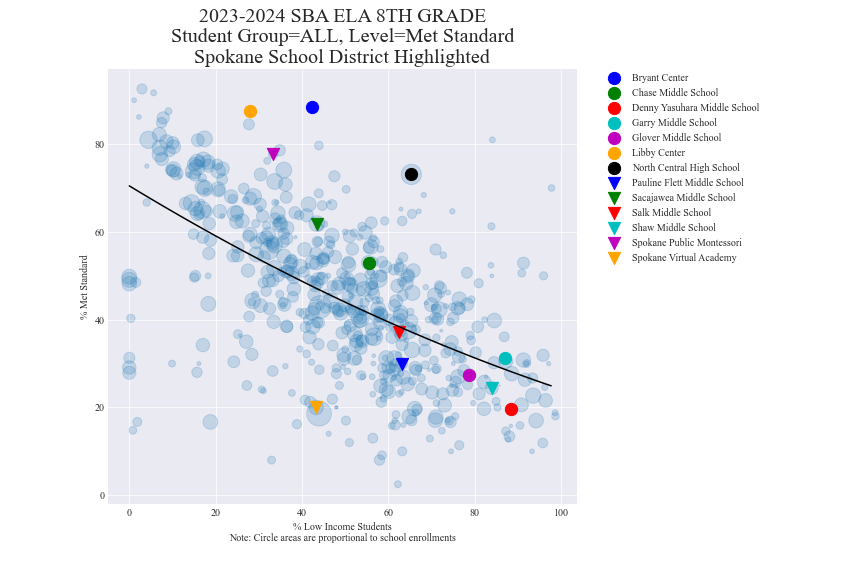 2023-2024 SBA ELA 8TH GRADE
Student Group=ALL, Level=Met Standard
Spokane School District Highlighted
Bryant Center
Chase Middle School
Denny Yasuhara Middle School
Garry Middle School
Glover Middle School
Libby Center
North Central High School
Pauline Flett Middle School
Sacajawea Middle School
Salk Middle School
Shaw Middle School
Spokane Public Montessori
Spokane Virtual Academy
% Met Standard
80
60
40
20
0
0 20 40 60 80 100
% Low Income Students
Note: Circle areas are proportional to school enrollments